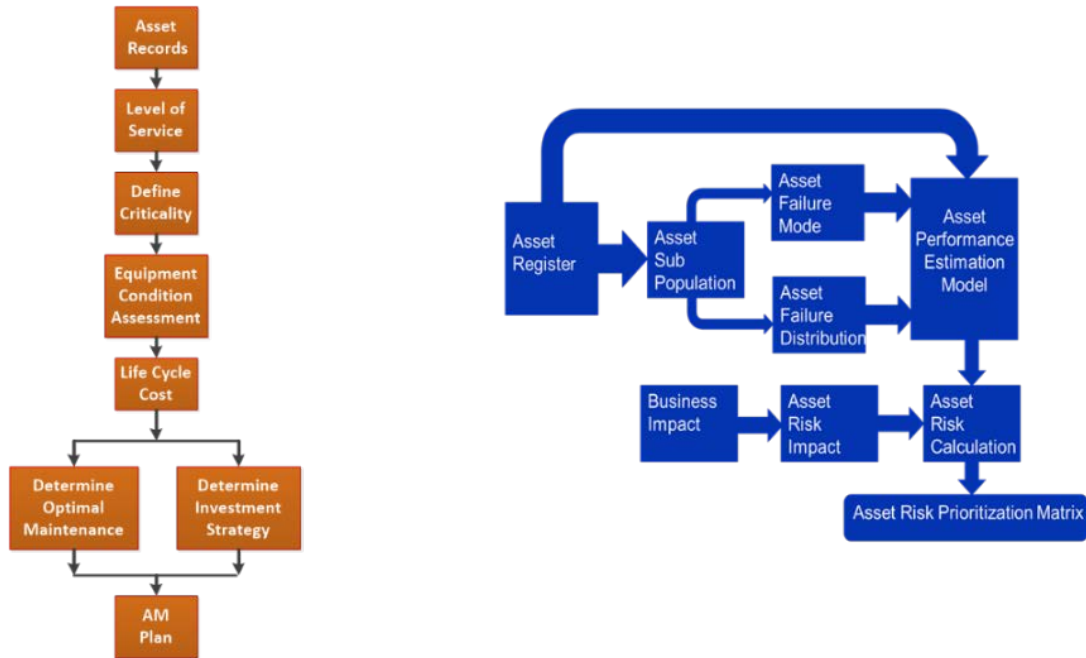 Asset
Records
Level of
Service
Define
Criticality
Equipment
Condition
Assessment
Life Cycle
Cost
Determine
Optimal
Maintenance
Determine
Investment
Strategy
AM
Plan
Asset
Register
Asset
Sub
Population
Asset
Failure
Mode
Asset
Failure
Distribution
Asset
Performance
Estimation
Model
Business
Impact
Asset
Risk
Impact
Asset
Risk
Calculation
Asset Risk Prioritization Matrix